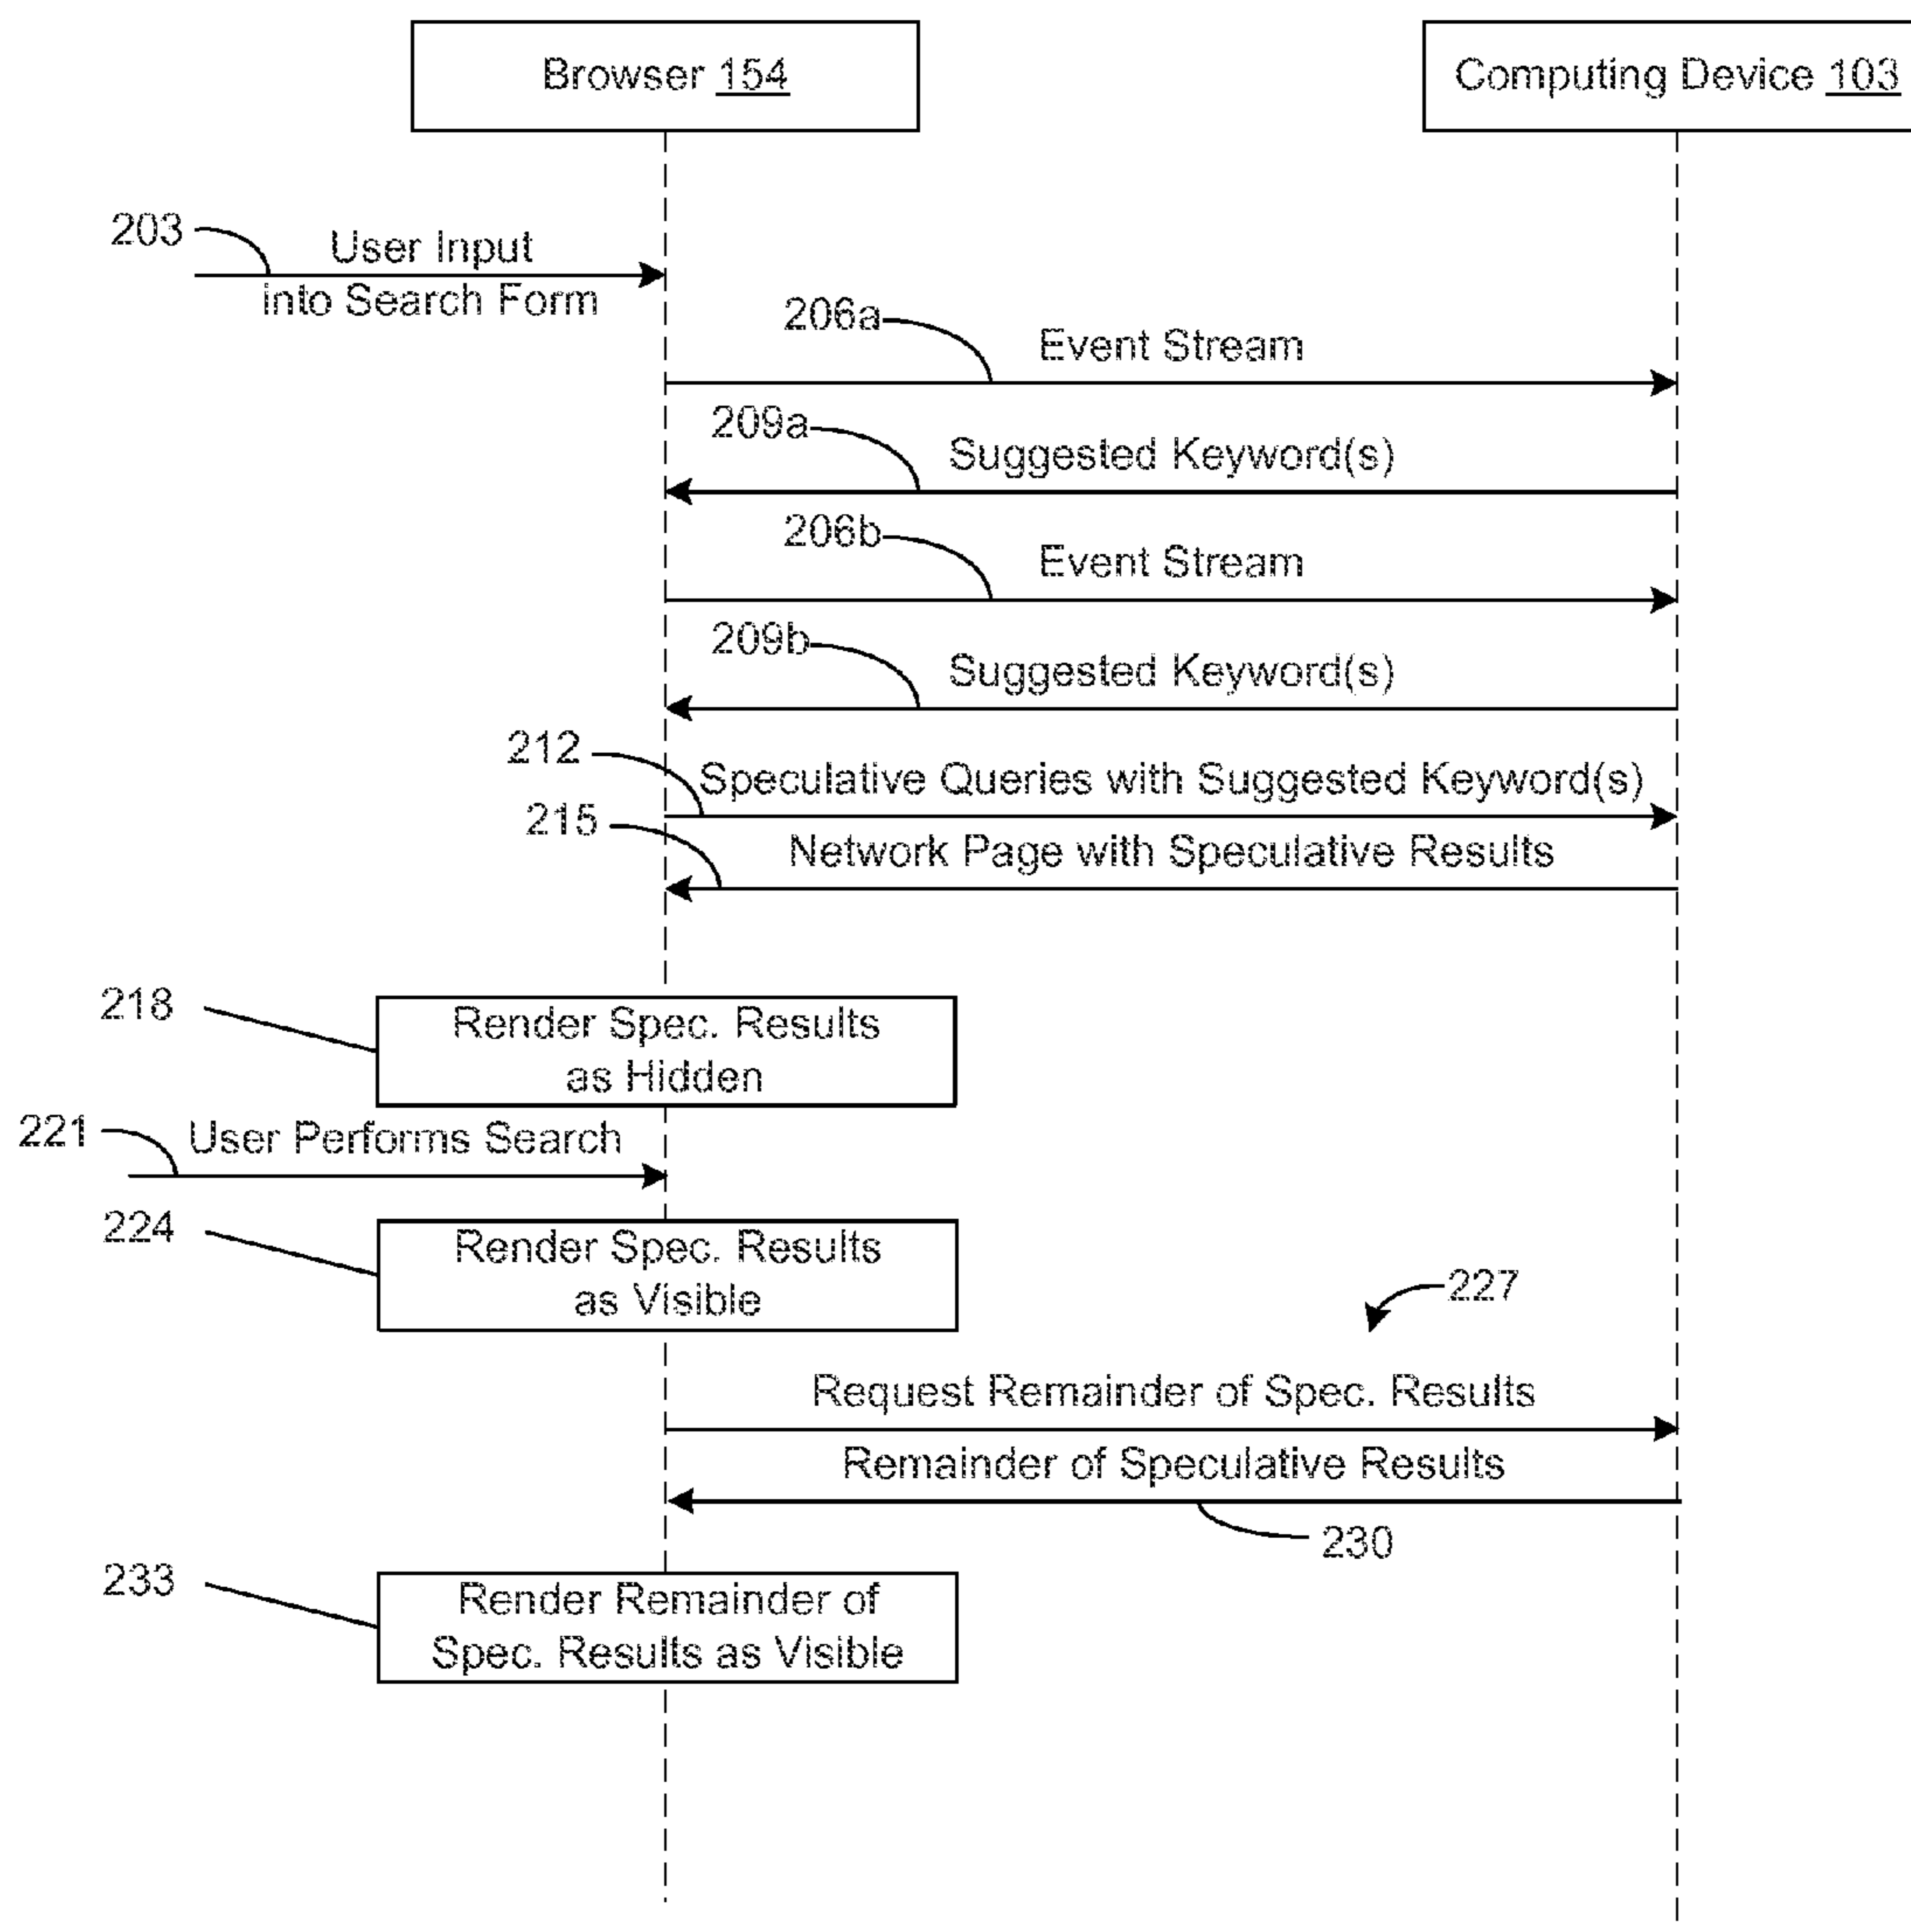 Browser 154
Computing Device 103
203
User Input
into Search Form
206a
Event Stream
209a
Suggested Keyword(s)
206b
Event Stream
209b
Suggested Keyword(s)
212
Speculative Queries with Suggested Keyword(s)
215
Network Page with Speculative Results
218
Render Spec. Results
as Hidden
221
User Performs Search
224
Render Spec. Results
as Visible
227
Request Remainder of Spec. Results
Remainder of Speculative Results
230
233
Render Remainder of
Spec. Results as Visible